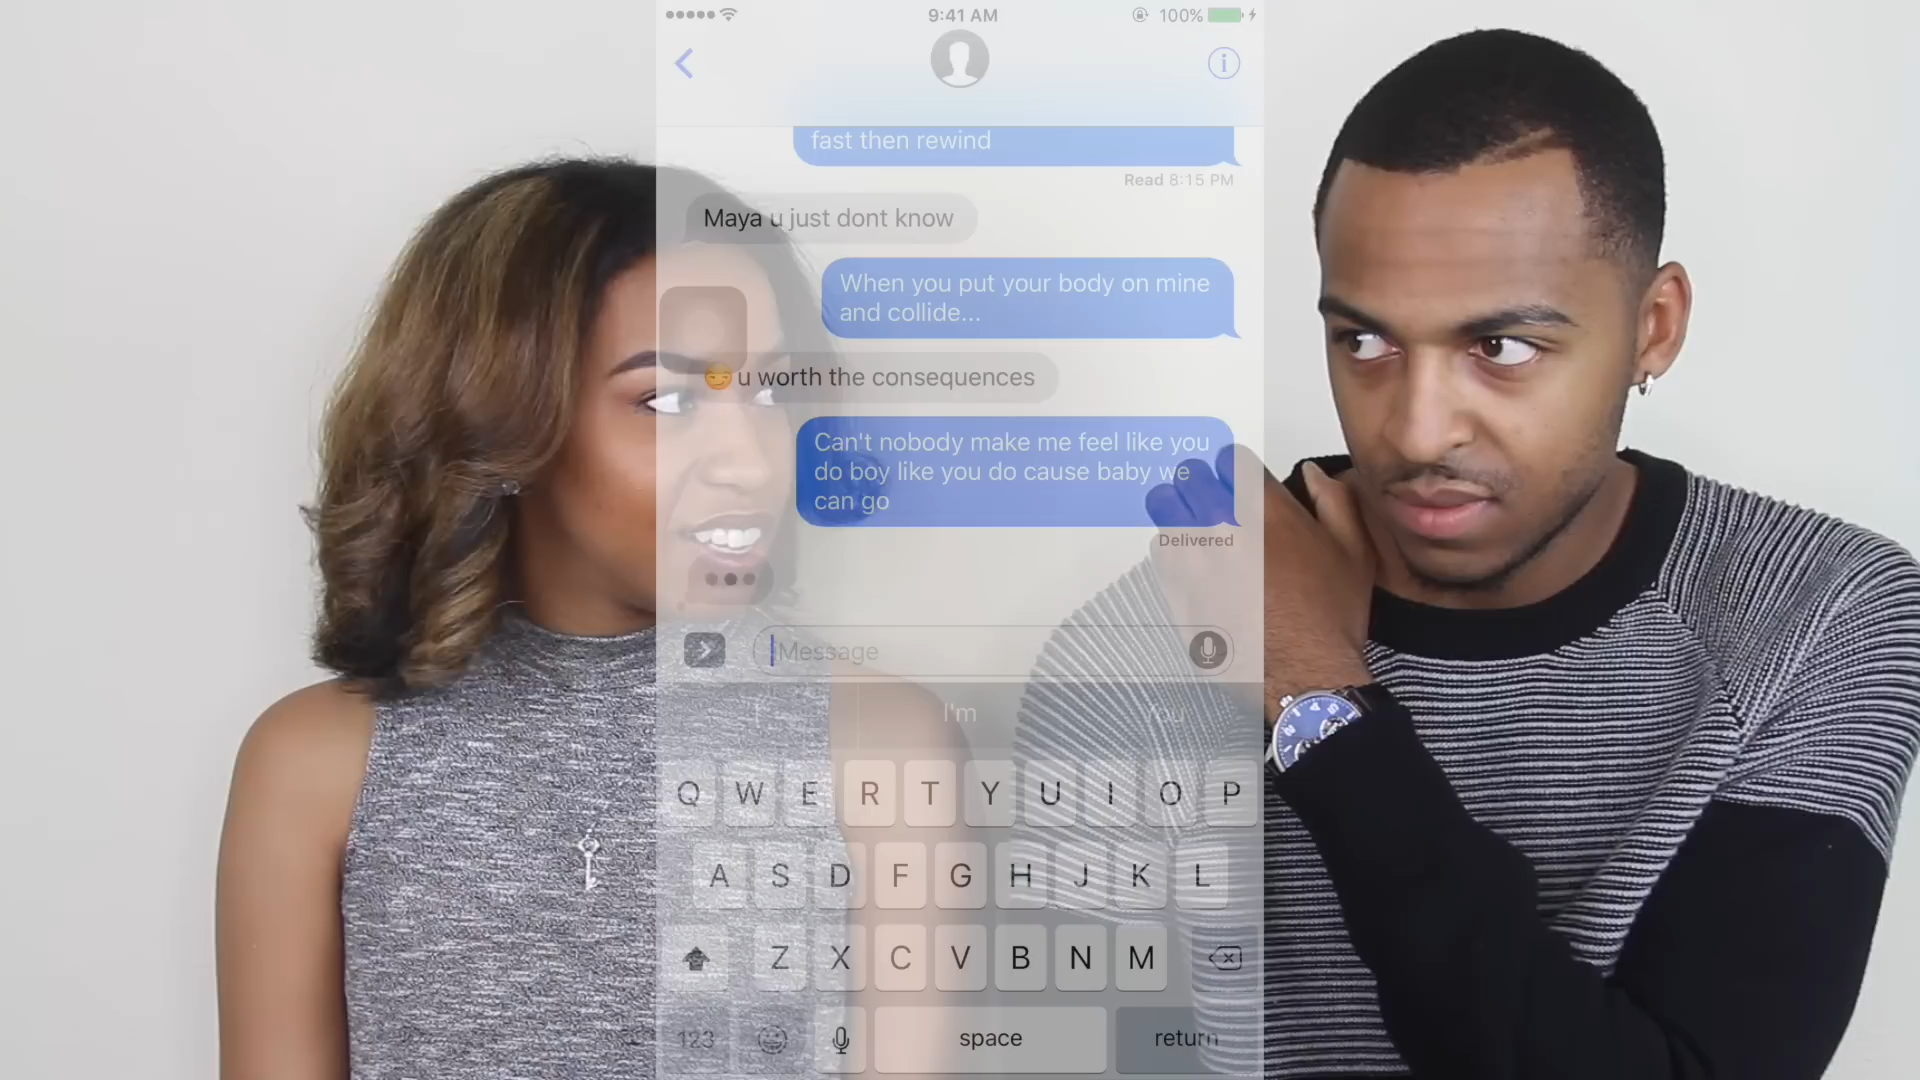 9:41 AM
100%
fast then rewind
Read 8:15 PM
Maya u just dont know
When you put your body on mine
and collide...
😏 u worth the consequences
Can't nobody make me feel like you
do boy like you do cause baby we
can go
Delivered
Message
I I'm You
Q W E R T Y U I O P
A S D F G H J K L
Z X C V B N M
123 space return